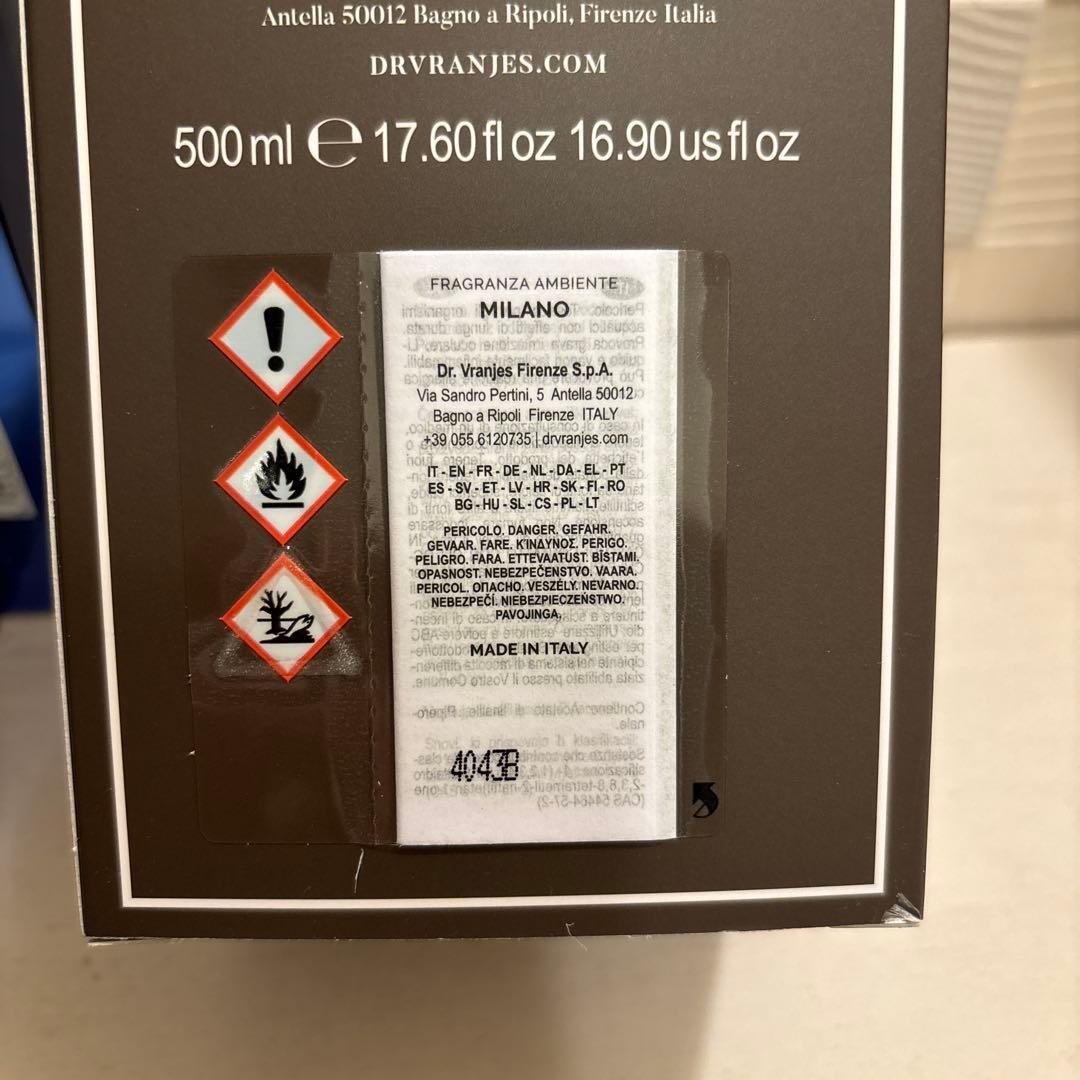 Antella 50012 Bagno a Ripoli, Firenze Italia
DRVRANJES.COM
500 ml ℮ 17.60 fl oz 16.90 us fl oz
FRAGRANZA AMBIENTE
MILANO
Dr. Vranjes Firenze S.p.A.
Via Sandro Pertini, 5 Antella 50012
Bagno a Ripoli Firenze ITALY
+39 055 6120735 | drvranjes.com
IT - EN - FR - DE - NL - DA - EL - PT
ES - SV - ET - LV - HR - SK - FI - RO
BG - HU - SL - CS - PL - LT
PERICOLO. DANGER. GEFAHR.
GEVAAR. FARE. ΚΊΝΔΥΝΟΣ. PERIGO.
PELIGRO. FARA. ETTEVAATUST. BĪSTAMI.
OPASNOST. NEBEZPEČENSTVO. VAARA.
PERICOL. ОПАСНО. VESZÉLY. NEVARNO.
NEBEZPEČÍ. NIEBEZPIECZEŃSTWO.
PAVOJINGA.
MADE IN ITALY
4043B